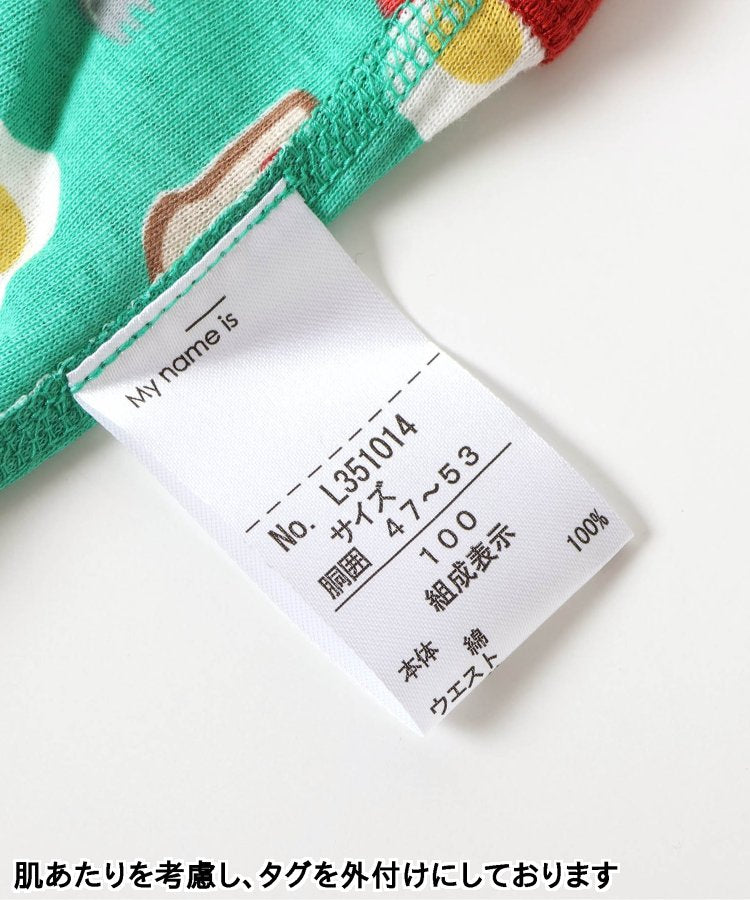 My name is
No. L351014
サイズ
胴囲 47～53
100
組成表示
本体 綿 100%
ウエスト
肌あたりを考慮し、タグを外付けにしております